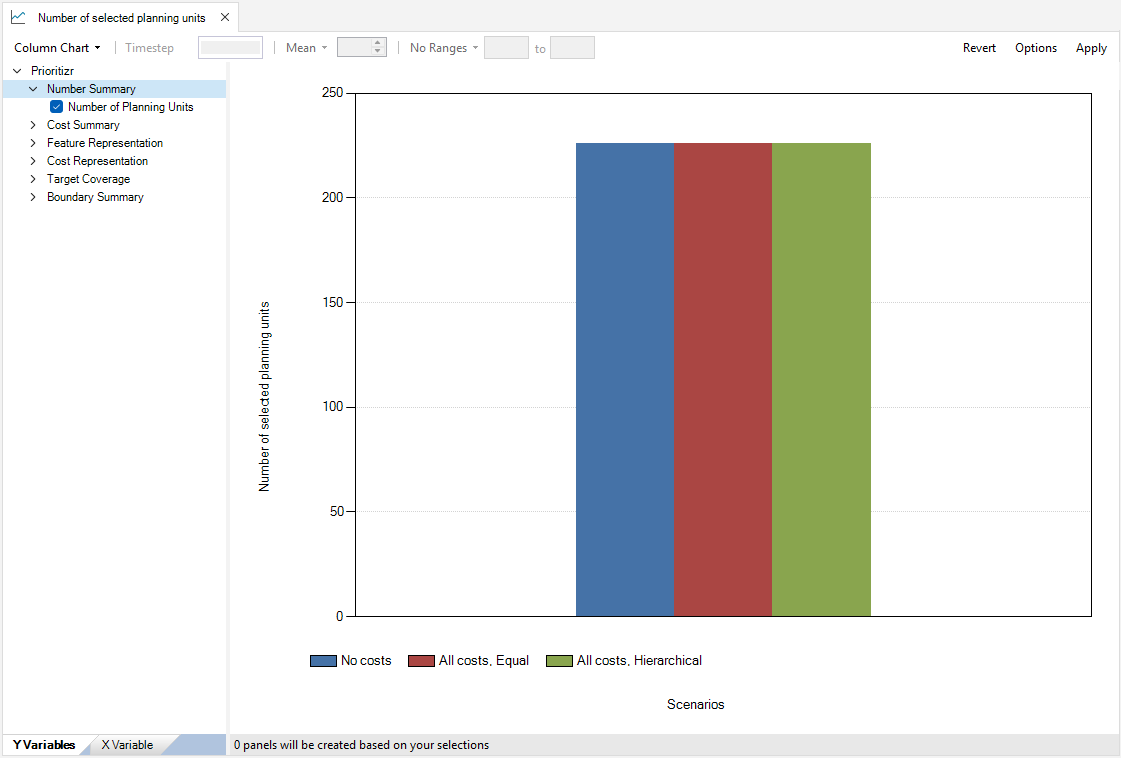 Number of selected planning units
Column Chart Timestep Mean No Ranges to Revert Options Apply
Prioritizr
Number Summary
Number of Planning Units
Cost Summary
Feature Representation
Cost Representation
Target Coverage
Boundary Summary
250
200
150
100
50
0
Number of selected planning units
No costs All costs, Equal All costs, Hierarchical
Scenarios
Y Variables X Variable 0 panels will be created based on your selections